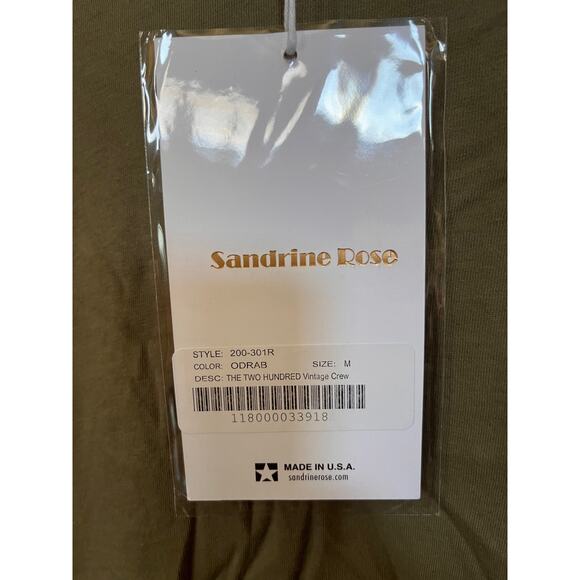 Sandrine Rose
STYLE: 200-301R
COLOR: ODRAB SIZE: M
DESC: THE TWO HUNDRED Vintage Crew
118000033918
MADE IN U.S.A.
sandrinerose.com